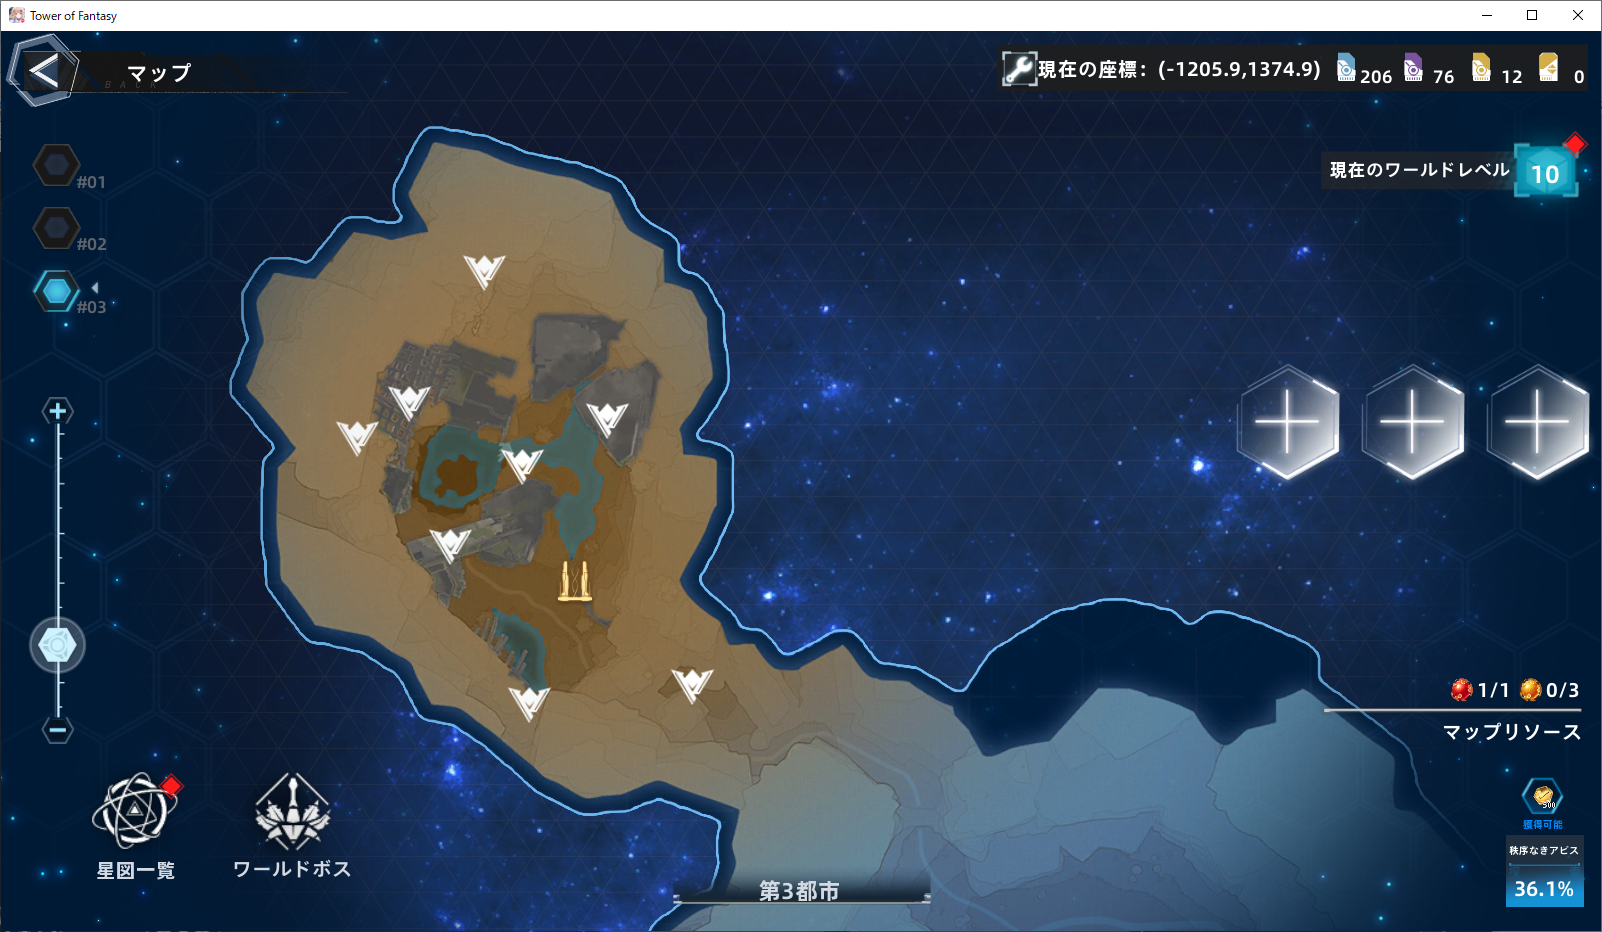 Tower of Fantasy
マップ
BACK
現在の座標：(-1205.9,1374.9)
206
76
12
0
現在のワールドレベル
10
#01
#02
#03
1/1
0/3
マップリソース
500
獲得可能
秩序なきアビス
36.1%
星図一覧
ワールドボス
第3都市